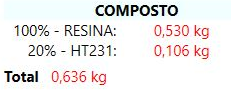 COMPOSTO
100% - RESINA: 0,530 kg
20% - HT231: 0,106 kg
Total 0,636 kg